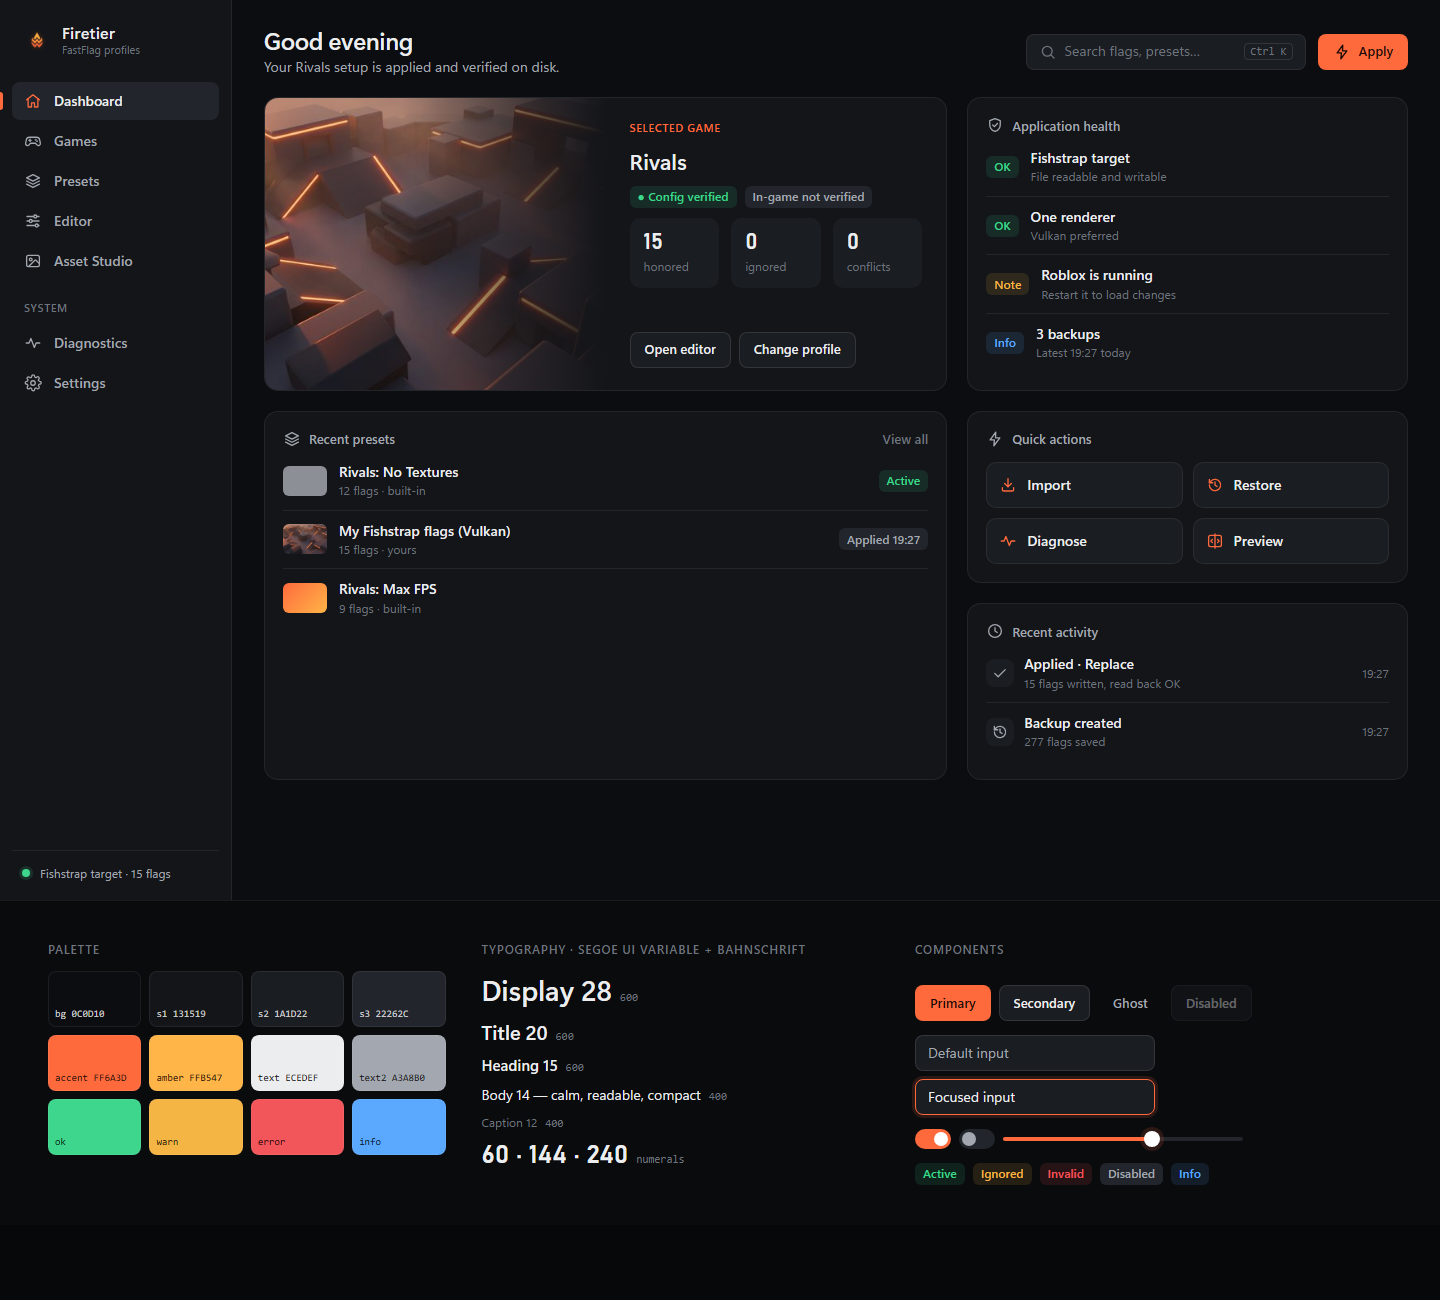 Firetier
FastFlag profiles
Dashboard
Games
Presets
Editor
Asset Studio
SYSTEM
Diagnostics
Settings
Fishstrap target · 15 flags
Good evening
Your Rivals setup is applied and verified on disk.
Search flags, presets...
Ctrl K
Apply
SELECTED GAME
Rivals
Config verified
In-game not verified
15
honored
0
ignored
0
conflicts
Open editor
Change profile
Application health
OK
Fishstrap target
File readable and writable
OK
One renderer
Vulkan preferred
Note
Roblox is running
Restart it to load changes
Info
3 backups
Latest 19:27 today
Recent presets
View all
Rivals: No Textures
12 flags · built-in
Active
My Fishstrap flags (Vulkan)
15 flags · yours
Applied 19:27
Rivals: Max FPS
9 flags · built-in
Quick actions
Import
Restore
Diagnose
Preview
Recent activity
Applied · Replace
15 flags written, read back OK
19:27
Backup created
277 flags saved
19:27
PALETTE
bg 0C0D10
s1 131519
s2 1A1D22
s3 22262C
accent FF6A3D
amber FFB547
text ECEDEF
text2 A3A8B0
ok
warn
error
info
TYPOGRAPHY · SEGOE UI VARIABLE + BAHNSCHRIFT
Display 28 600
Title 20 600
Heading 15 600
Body 14 — calm, readable, compact 400
Caption 12 400
60 · 144 · 240 numerals
COMPONENTS
Primary
Secondary
Ghost
Disabled
Default input
Focused input
Active
Ignored
Invalid
Disabled
Info